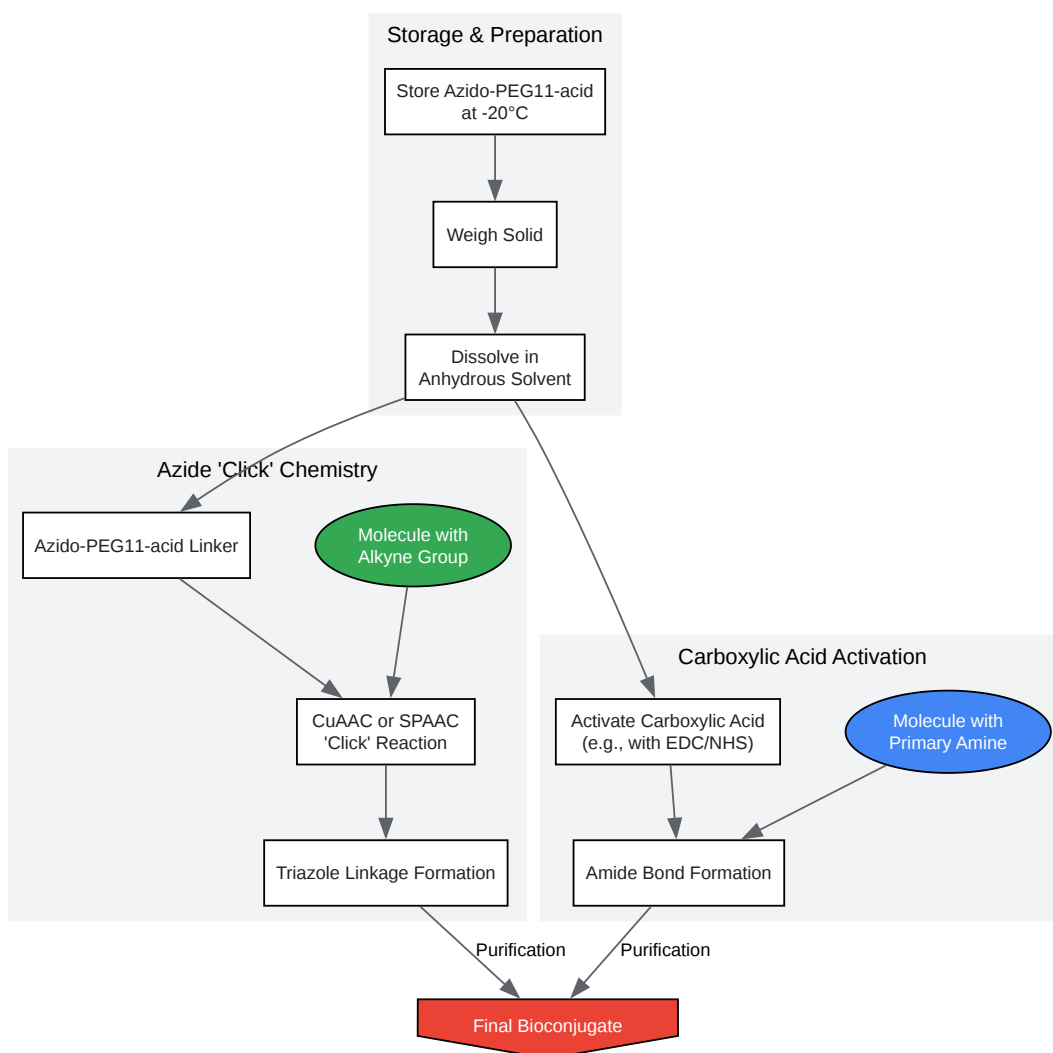 Storage & Preparation
Store Azido-PEG11-acid
at -20°C
Weigh Solid
Dissolve in
Anhydrous Solvent
Azide 'Click' Chemistry
Azido-PEG11-acid Linker
Molecule with
Alkyne Group
CuAAC or SPAAC
'Click' Reaction
Triazole Linkage Formation
Carboxylic Acid Activation
Activate Carboxylic Acid
(e.g., with EDC/NHS)
Molecule with
Primary Amine
Amide Bond Formation
Purification
Purification
Final Bioconjugate